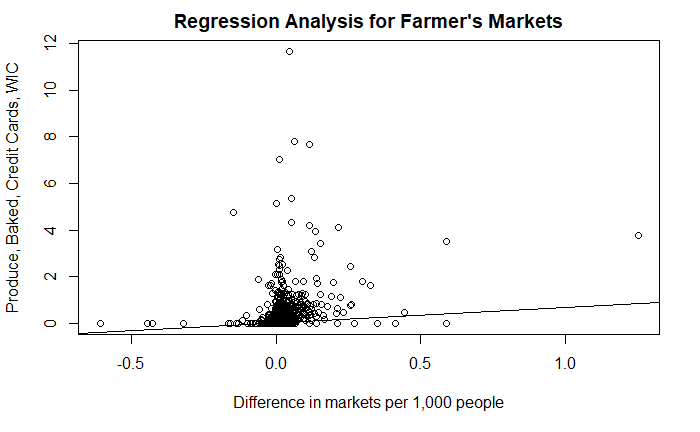 Regression Analysis for Farmer's Markets
Produce, Baked, Credit Cards, WIC
12
10
8
6
4
2
0
-0.5 0.0 0.5 1.0
Difference in markets per 1,000 people